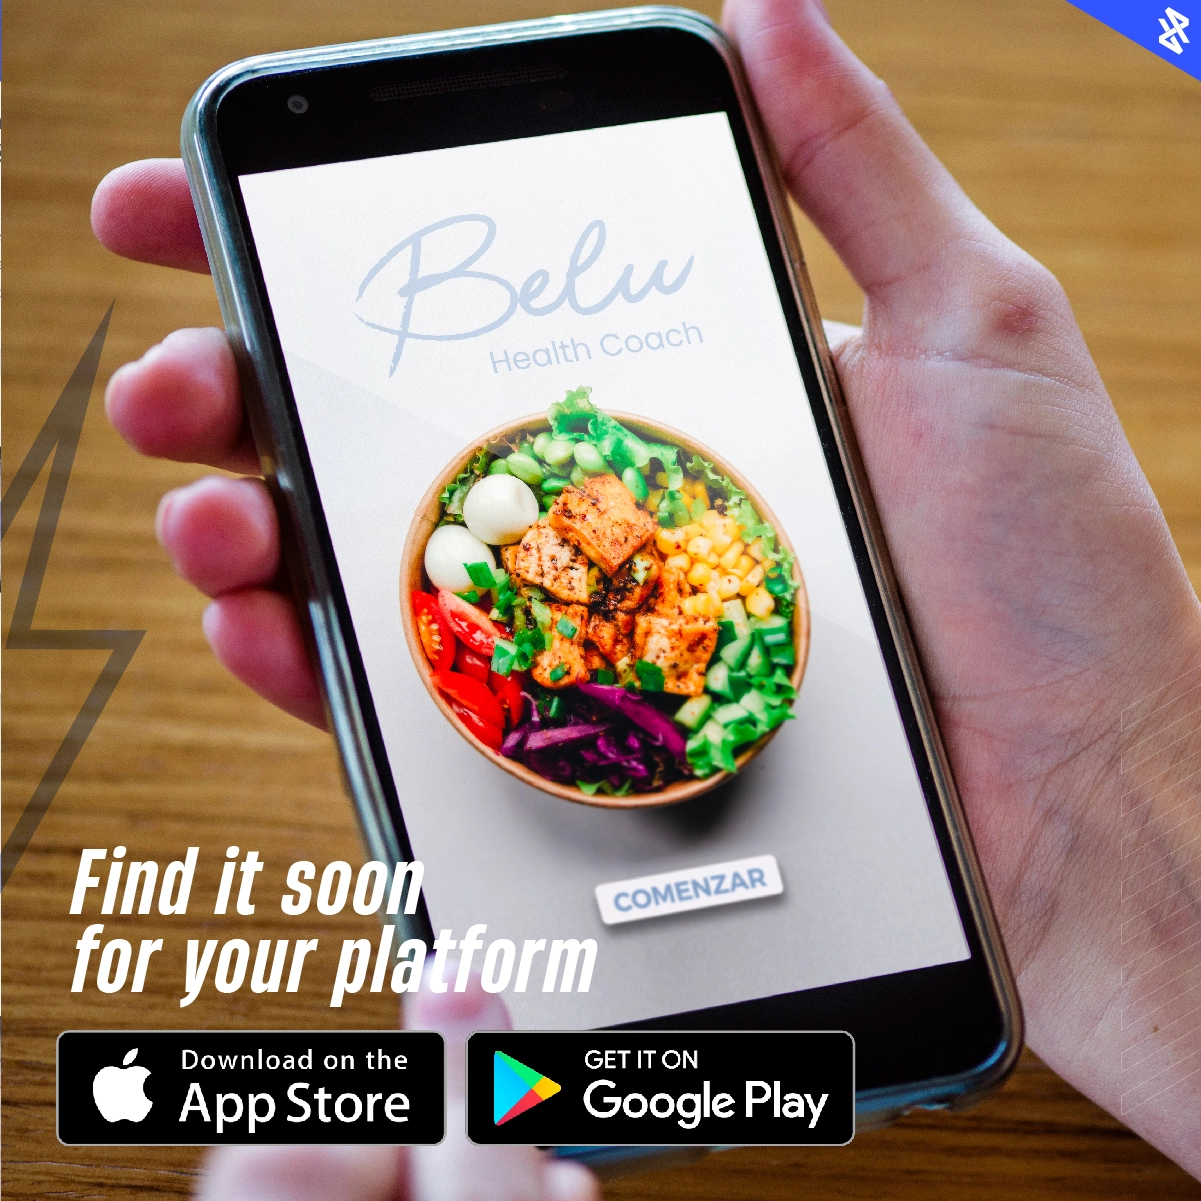 Belu
Health Coach
COMENZAR
Find it soon
for your platform
Download on the
App Store
GET IT ON
Google Play